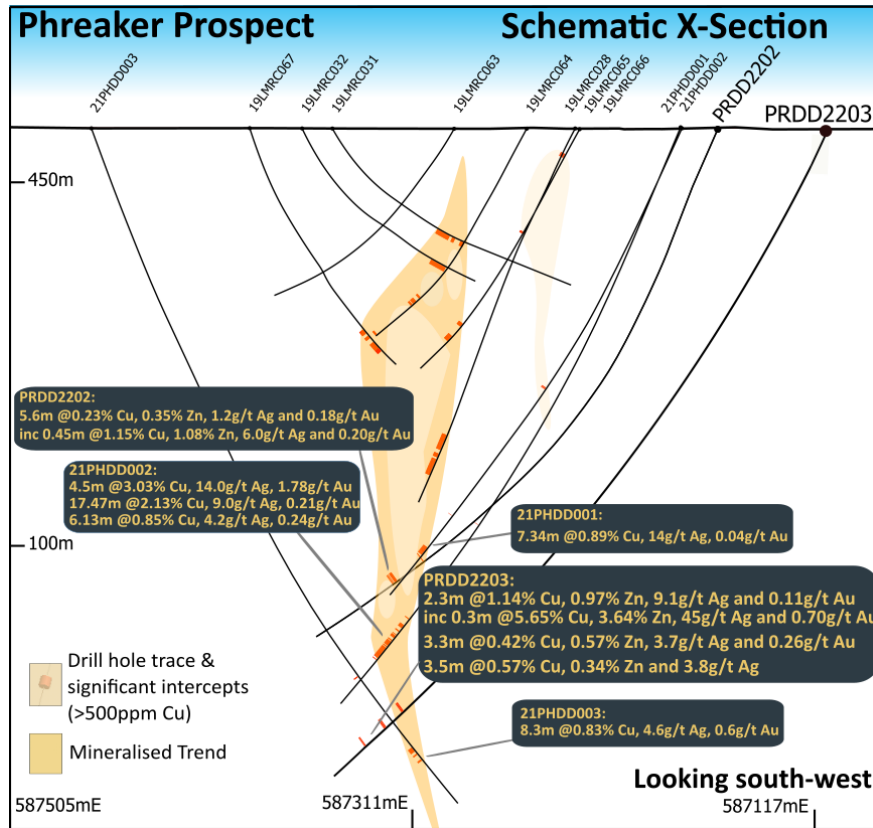 Phreaker Prospect
Schematic X-Section
21PHDD003
19LMRC067
19LMRC032
19LMRC031
19LMRC063
19LMRC064
19LMRC028
19LMRC065
19LMRC066
21PHDD001
21PHDD002
PRDD2202
PRDD2203
450m
PRDD2202:
5.6m @0.23% Cu, 0.35% Zn, 1.2g/t Ag and 0.18g/t Au
inc 0.45m @1.15% Cu, 1.08% Zn, 6.0g/t Ag and 0.20g/t Au
21PHDD002:
4.5m @3.03% Cu, 14.0g/t Ag, 1.78g/t Au
17.47m @2.13% Cu, 9.0g/t Ag, 0.21g/t Au
6.13m @0.85% Cu, 4.2g/t Ag, 0.24g/t Au
21PHDD001:
7.34m @0.89% Cu, 14g/t Ag, 0.04g/t Au
100m
PRDD2203:
2.3m @1.14% Cu, 0.97% Zn, 9.1g/t Ag and 0.11g/t Au
inc 0.3m @5.65% Cu, 3.64% Zn, 45g/t Ag and 0.70g/t Au
3.3m @0.42% Cu, 0.57% Zn, 3.7g/t Ag and 0.26g/t Au
3.5m @0.57% Cu, 0.34% Zn and 3.8g/t Ag
Drill hole trace &
significant intercepts
(>500ppm Cu)
Mineralised Trend
21PHDD003:
8.3m @0.83% Cu, 4.6g/t Ag, 0.6g/t Au
Looking south-west
587505mE
587311mE
587117mE